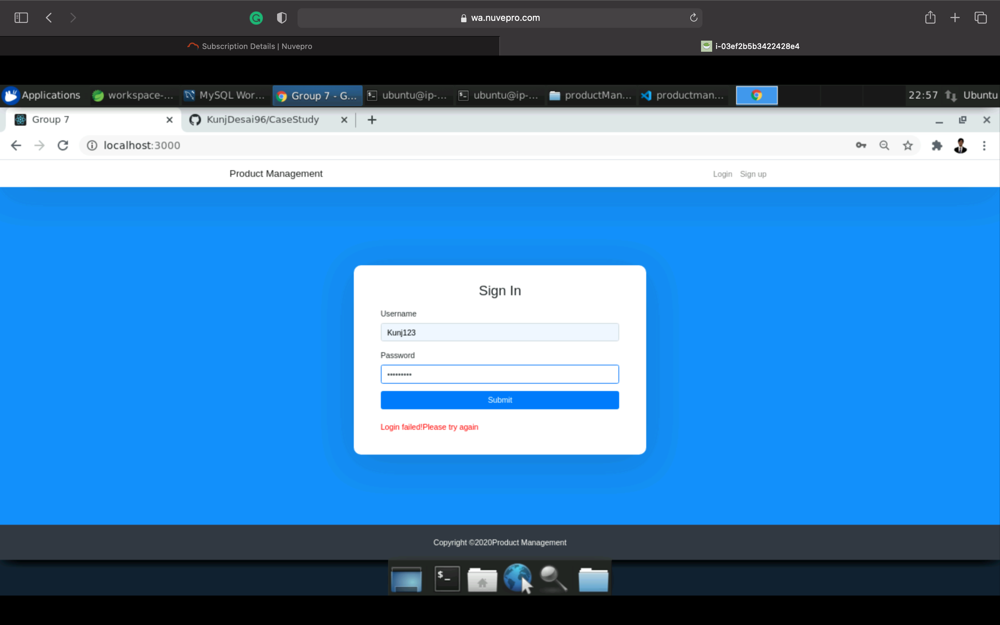 wa.nuvepro.com
Subscription Details | Nuvepro
i-03ef2b5b3422428e4
Applications
workspace-...
MySQL Wor...
Group 7 - G...
ubuntu@ip-...
ubuntu@ip-...
productMan...
productman...
22:57
Ubuntu
Group 7
KunjDesai96/CaseStudy
localhost:3000
Product Management
Login
Sign up
Sign In
Username
Kunj123
Password
•••••••••
Submit
Login failed!Please try again
Copyright ©2020Product Management